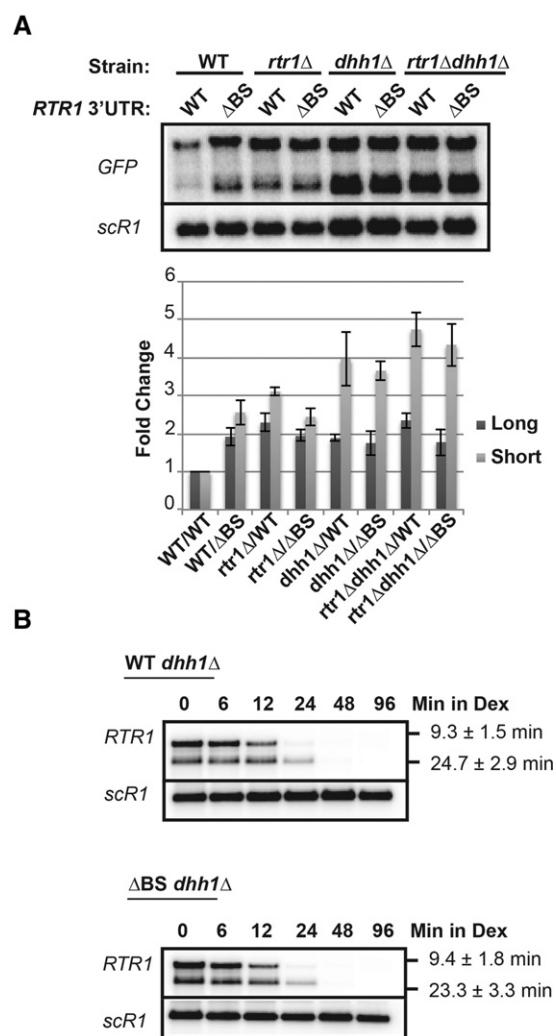 A
Strain: WT rtr1Δ dhh1Δ rtr1Δdhh1Δ
RTR1 3'UTR: WT ΔBS WT ΔBS WT ΔBS WT ΔBS
GFP
scR1
6
5
4
3
2
1
0
Fold Change
Long
Short
WT/WT
WT/ΔBS
rtr1Δ/WT
rtr1Δ/ΔBS
dhh1Δ/WT
dhh1Δ/ΔBS
rtr1Δdhh1Δ/WT
rtr1Δdhh1Δ/ΔBS
B
WT dhh1Δ
0 6 12 24 48 96 Min in Dex
RTR1
9.3 ± 1.5 min
24.7 ± 2.9 min
scR1
ΔBS dhh1Δ
0 6 12 24 48 96 Min in Dex
RTR1
9.4 ± 1.8 min
23.3 ± 3.3 min
scR1